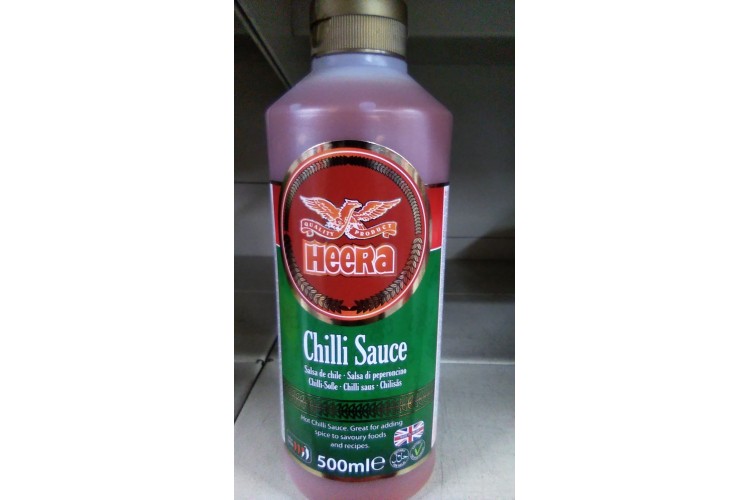 QUALITY PRODUCT
HEERA
Chilli Sauce
Salsa de chile · Salsa di peperoncino
Chilli-Soße · Chilli saus · Chilisås
Hot Chilli Sauce. Great for adding
spice to savoury foods
and recipes.
500ml℮